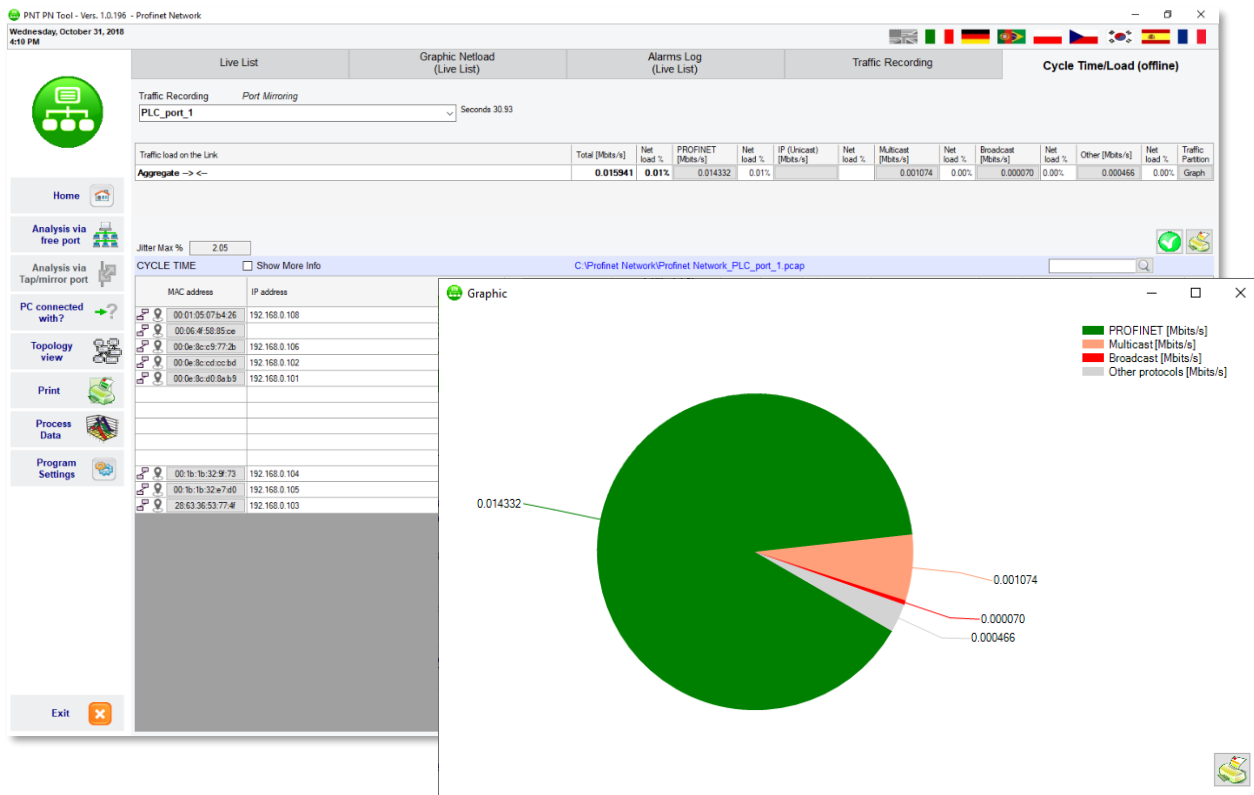 PNT PN Tool - Vers. 1.0.196 - Profinet Network
Wednesday, October 31, 2018
4:10 PM
Live List
Graphic Netload
(Live List)
Alarms Log
(Live List)
Traffic Recording
Cycle Time/Load (offline)
Traffic Recording Port Mirroring
PLC_port_1 Seconds 30.93
Traffic load on the Link Total [Mbits/s] Net load % PROFINET [Mbits/s] Net load % IP (Unicast) [Mbits/s] Net load % Multicast [Mbits/s] Net load % Broadcast [Mbits/s] Net load % Other [Mbits/s] Net load % Traffic Partition
Aggregate --> <-- 0.015941 0.01% 0.014332 0.01% 0.001074 0.00% 0.000070 0.00% 0.000466 0.00% Graph
Home
Analysis via
free port
Analysis via
Tap/mirror port
PC connected
with?
Topology
view
Print
Process
Data
Program
Settings
Exit
Jitter Max % 2.05
CYCLE TIME Show More Info C:\Profinet Network\Profinet Network_PLC_port_1.pcap
MAC address IP address
00:01:05:07:b4:26 192.168.0.108
00:06:4f:58:85:ce
00:0e:8c:c9:77:2b 192.168.0.106
00:0e:8c:cd:cc:bd 192.168.0.102
00:0e:8c:d0:8a:b9 192.168.0.101
00:1b:1b:32:9f:73 192.168.0.104
00:1b:1b:32:e7:d0 192.168.0.105
28:63:36:53:77:4f 192.168.0.103
Graphic
PROFINET [Mbits/s]
Multicast [Mbits/s]
Broadcast [Mbits/s]
Other protocols [Mbits/s]
0.014332
0.001074
0.000070
0.000466